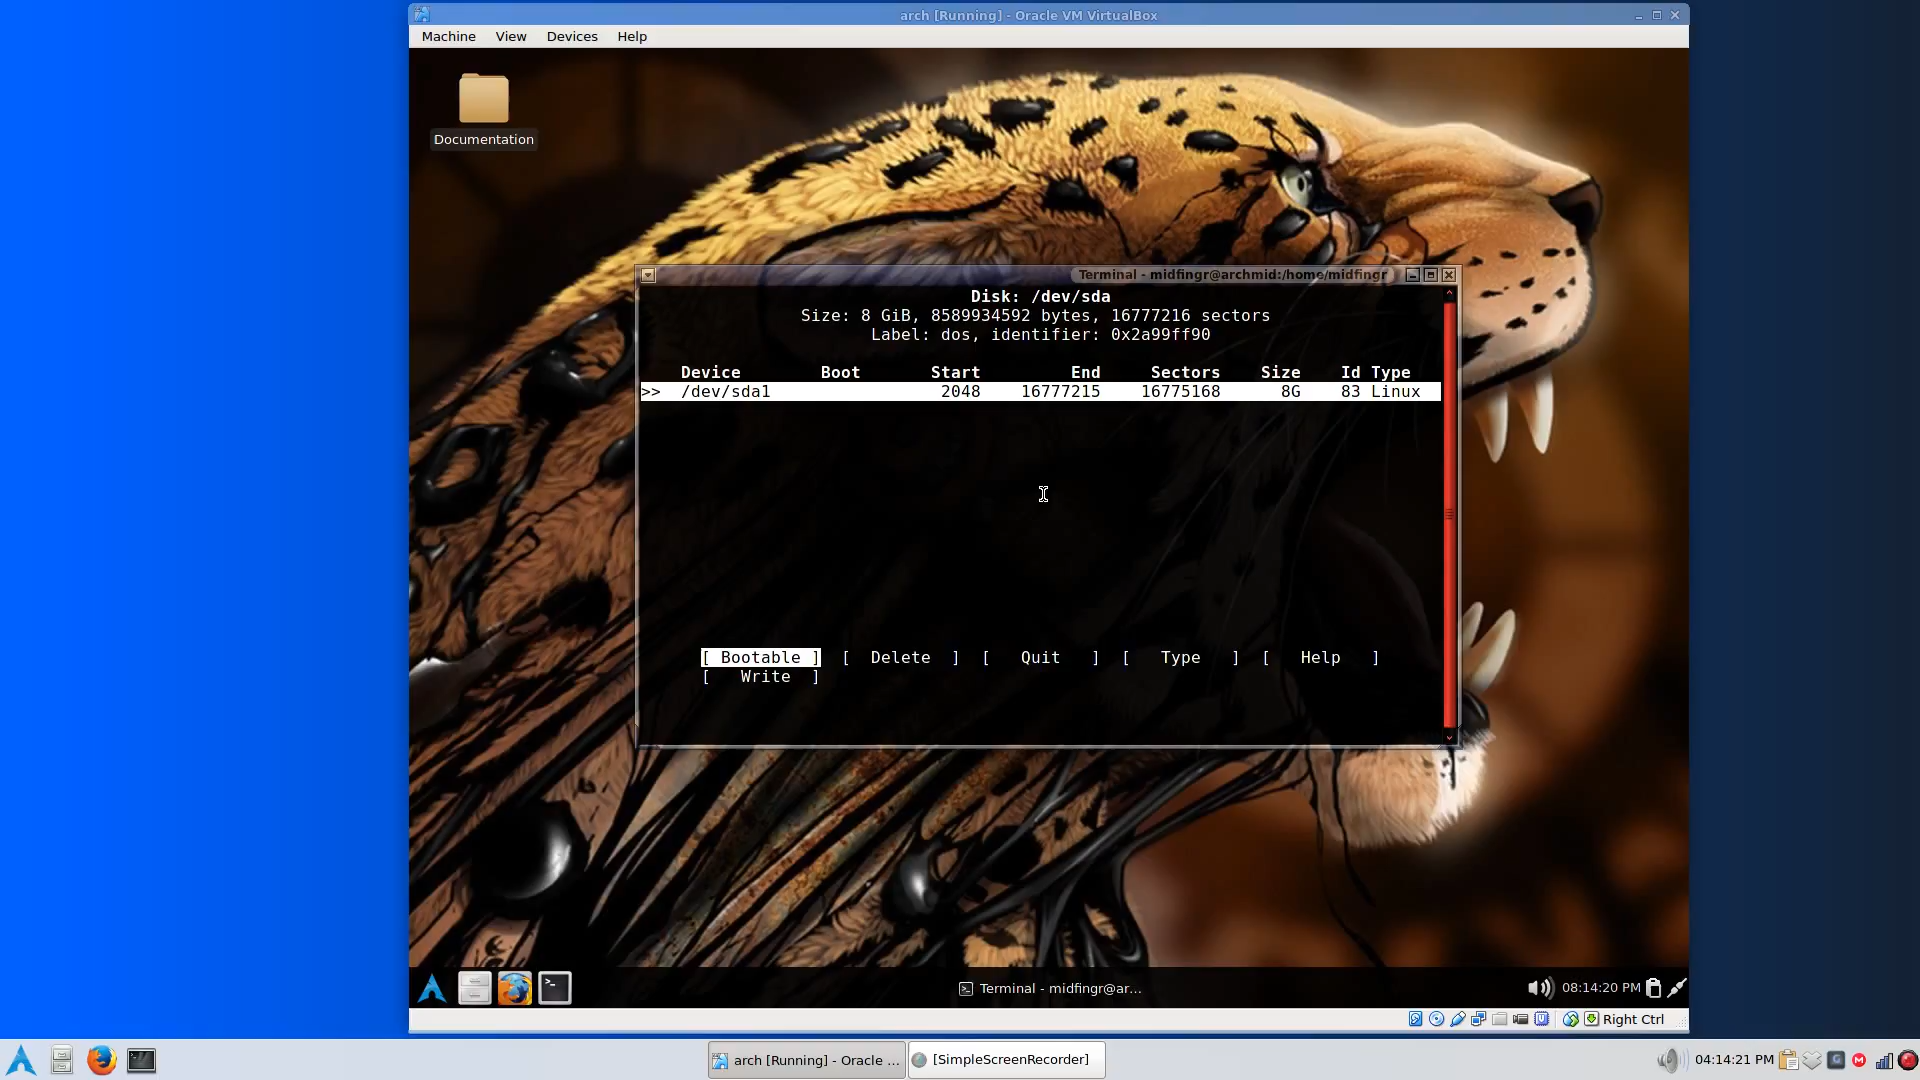 arch [Running] - Oracle VM VirtualBox
Machine View Devices Help
Documentation
Terminal - midfingr@archmid:/home/midfingr
Disk: /dev/sda
Size: 8 GiB, 8589934592 bytes, 16777216 sectors
Label: dos, identifier: 0x2a99ff90
Device Boot Start End Sectors Size Id Type
>> /dev/sda1 2048 16777215 16775168 8G 83 Linux
[ Bootable ] [ Delete ] [ Quit ] [ Type ] [ Help ]
[ Write ]
Terminal - midfingr@ar...
08:14:20 PM
Right Ctrl
arch [Running] - Oracle ...
[SimpleScreenRecorder]
04:14:21 PM